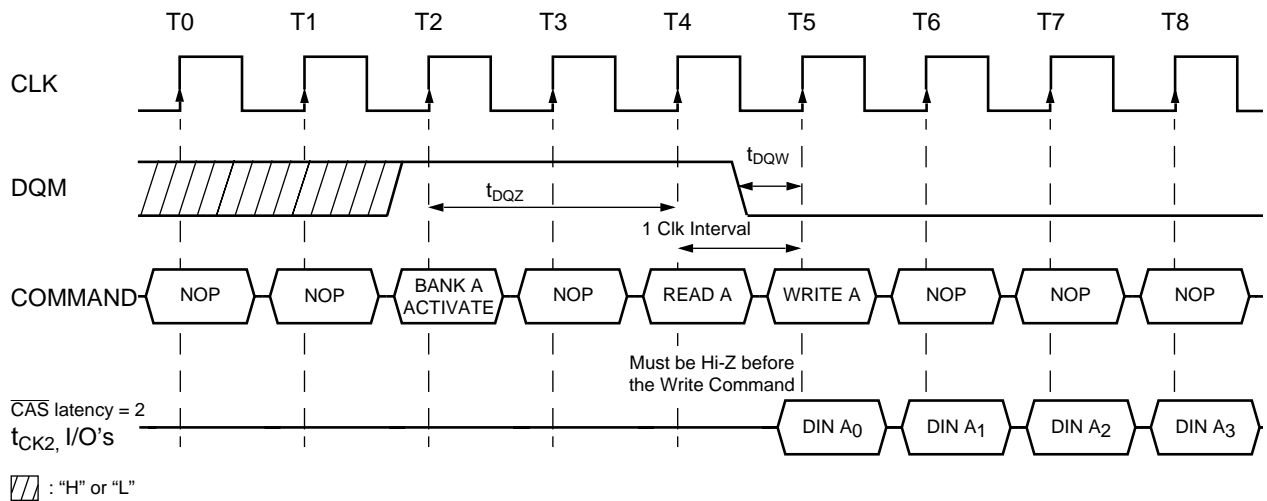 T0 T1 T2 T3 T4 T5 T6 T7 T8
CLK
tDQW
DQM
tDQZ
1 Clk Interval
COMMAND NOP NOP BANK A ACTIVATE NOP READ A WRITE A NOP NOP NOP
Must be Hi-Z before
the Write Command
CAS latency = 2
tCK2, I/O's DIN A0 DIN A1 DIN A2 DIN A3
: “H” or “L”